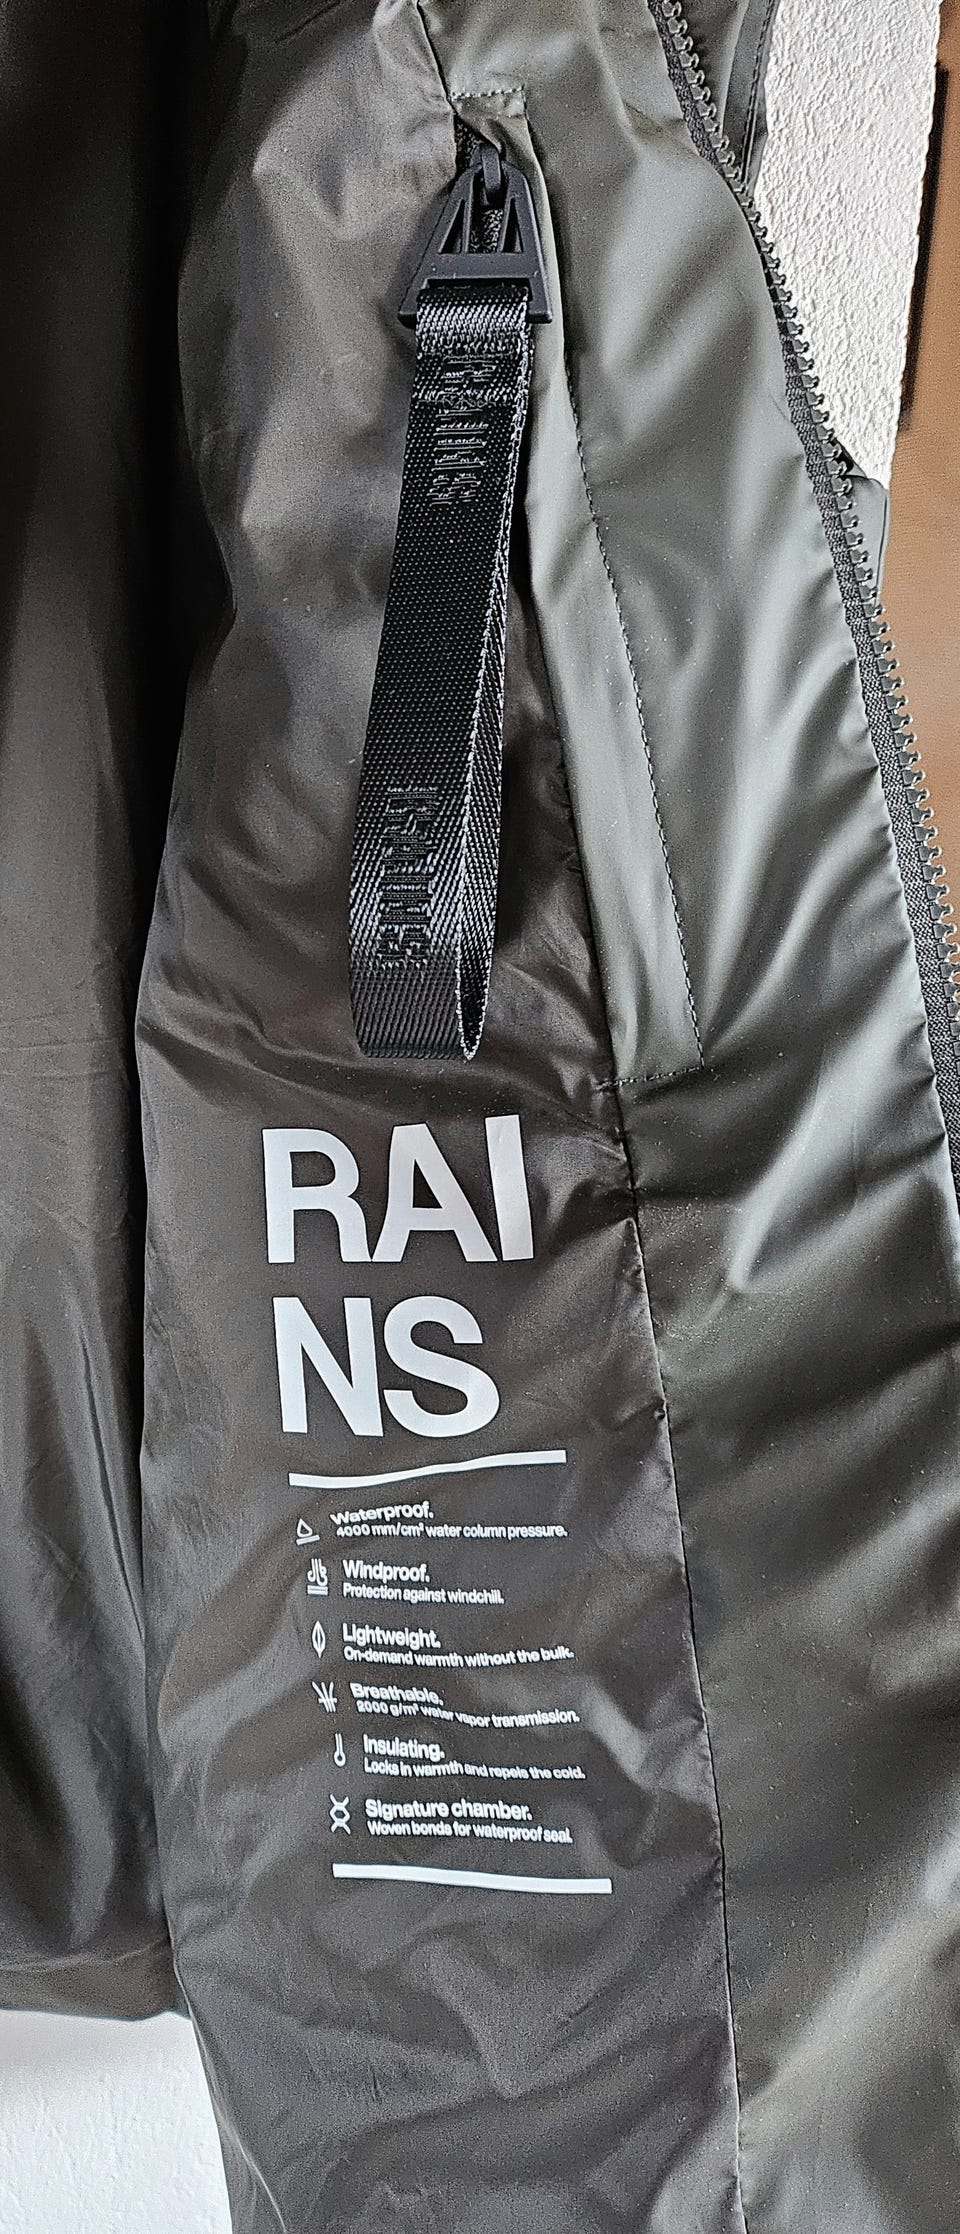 RAINS
RAINS
RAI
NS
Waterproof.
4000 mm/cm² water column pressure.
Windproof.
Protection against windchill.
Lightweight.
On-demand warmth without the bulk.
Breathable.
2000 g/m² water vapor transmission.
Insulating.
Locks in warmth and repels the cold.
Signature chamber.
Woven bonds for waterproof seal.